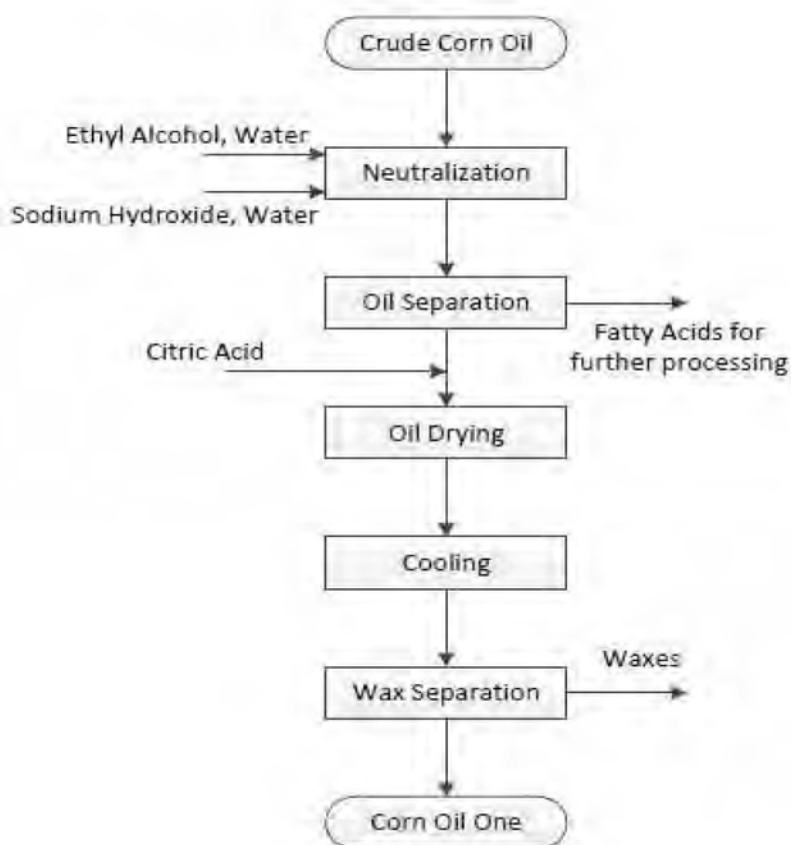 Crude Corn Oil
Ethyl Alcohol, Water
Neutralization
Sodium Hydroxide, Water
Oil Separation
Fatty Acids for
further processing
Citric Acid
Oil Drying
Cooling
Waxes
Wax Separation
Corn Oil One